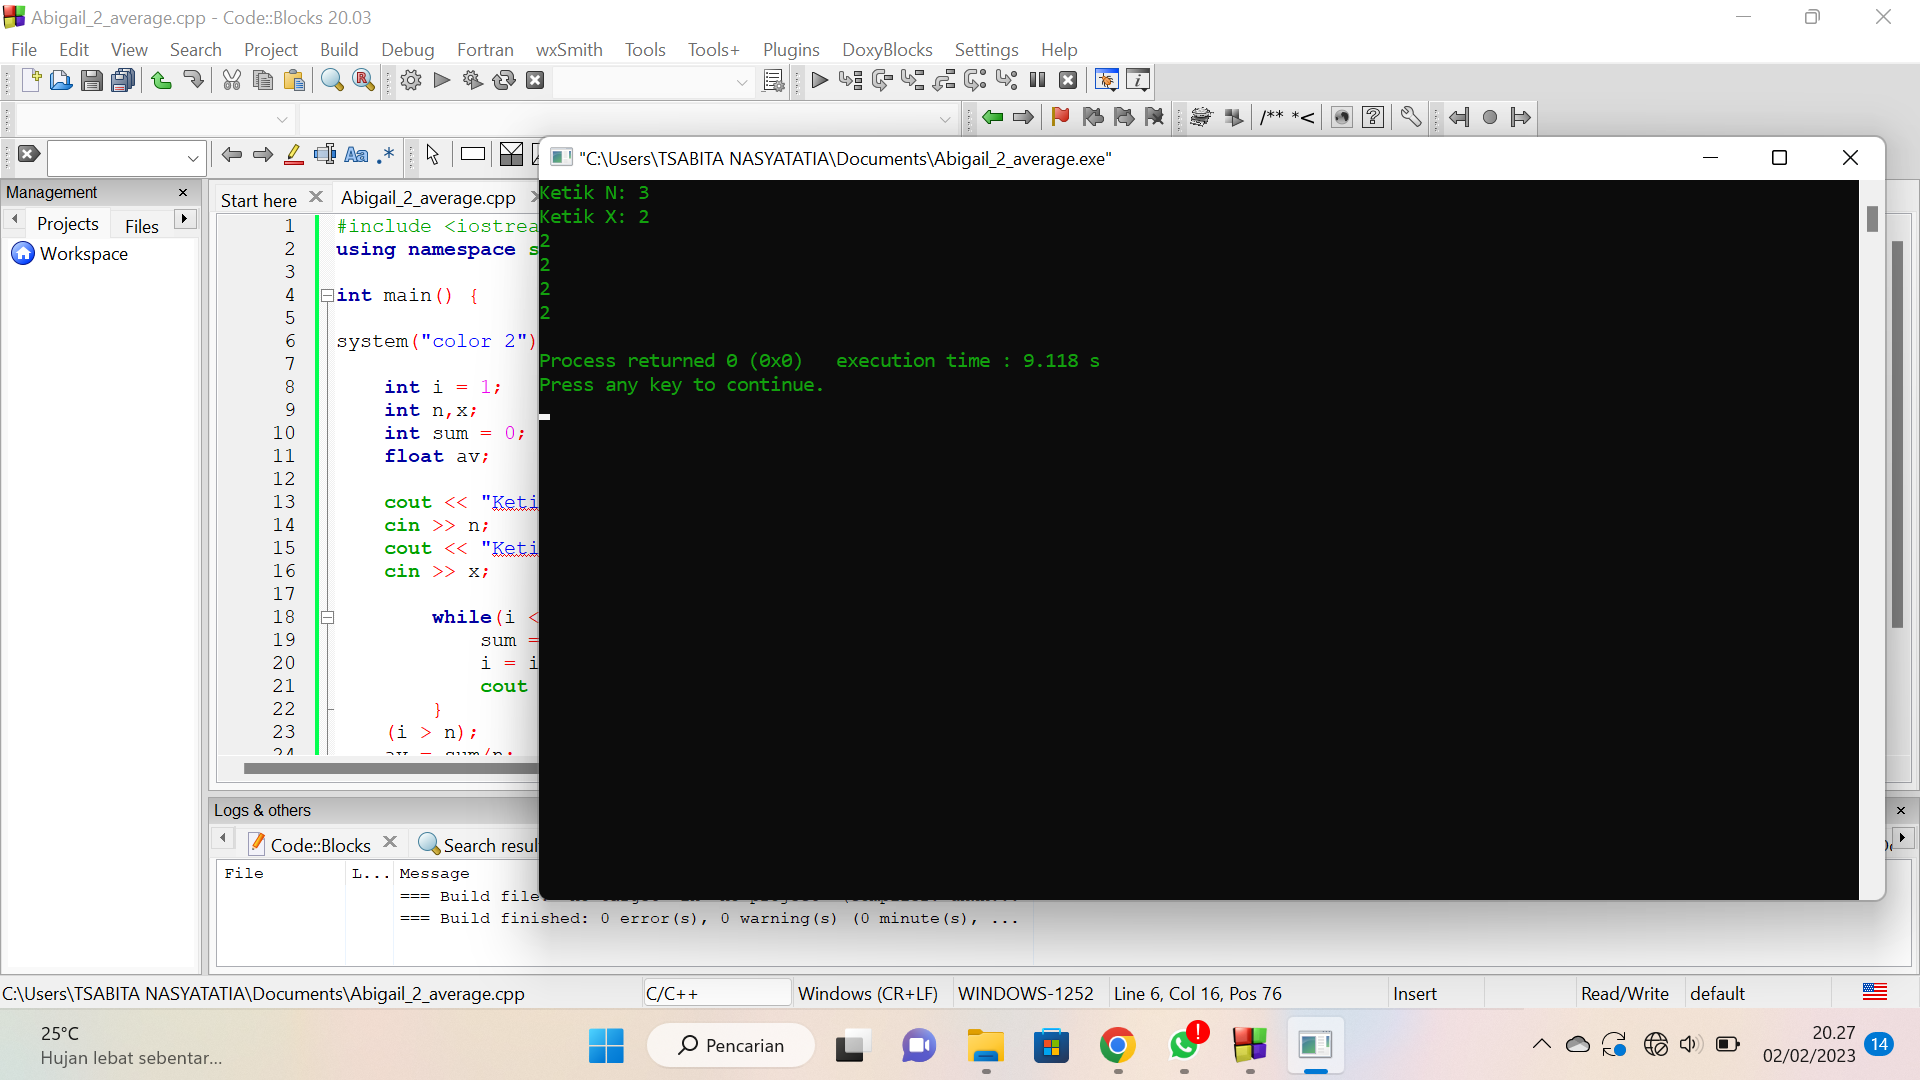 Abigail_2_average.cpp - Code::Blocks 20.03
File Edit View Search Project Build Debug Fortran wxSmith Tools Tools+ Plugins DoxyBlocks Settings Help
/** *<
Aa .*
"C:\Users\TSABITA NASYATATIA\Documents\Abigail_2_average.exe"
Management
Projects Files
Workspace
Start here
Abigail_2_average.cpp
1 #include <iostrea
2 using namespace s
3
4 int main() {
5
6 system("color 2")
7
8 int i = 1;
9 int n,x;
10 int sum = 0;
11 float av;
12
13 cout << "Keti
14 cin >> n;
15 cout << "Keti
16 cin >> x;
17
18 while(i <
19 sum =
20 i = i
21 cout
22 }
23 (i > n);
24 av = sum/n;
Ketik N: 3
Ketik X: 2
2
2
2
2
Process returned 0 (0x0) execution time : 9.118 s
Press any key to continue.
Logs & others
Code::Blocks
Search resul
File L... Message
=== Build file:
=== Build finished: 0 error(s), 0 warning(s) (0 minute(s), ...
C:\Users\TSABITA NASYATATIA\Documents\Abigail_2_average.cpp C/C++ Windows (CR+LF) WINDOWS-1252 Line 6, Col 16, Pos 76 Insert Read/Write default
25°C
Hujan lebat sebentar...
Pencarian
20.27
02/02/2023
14